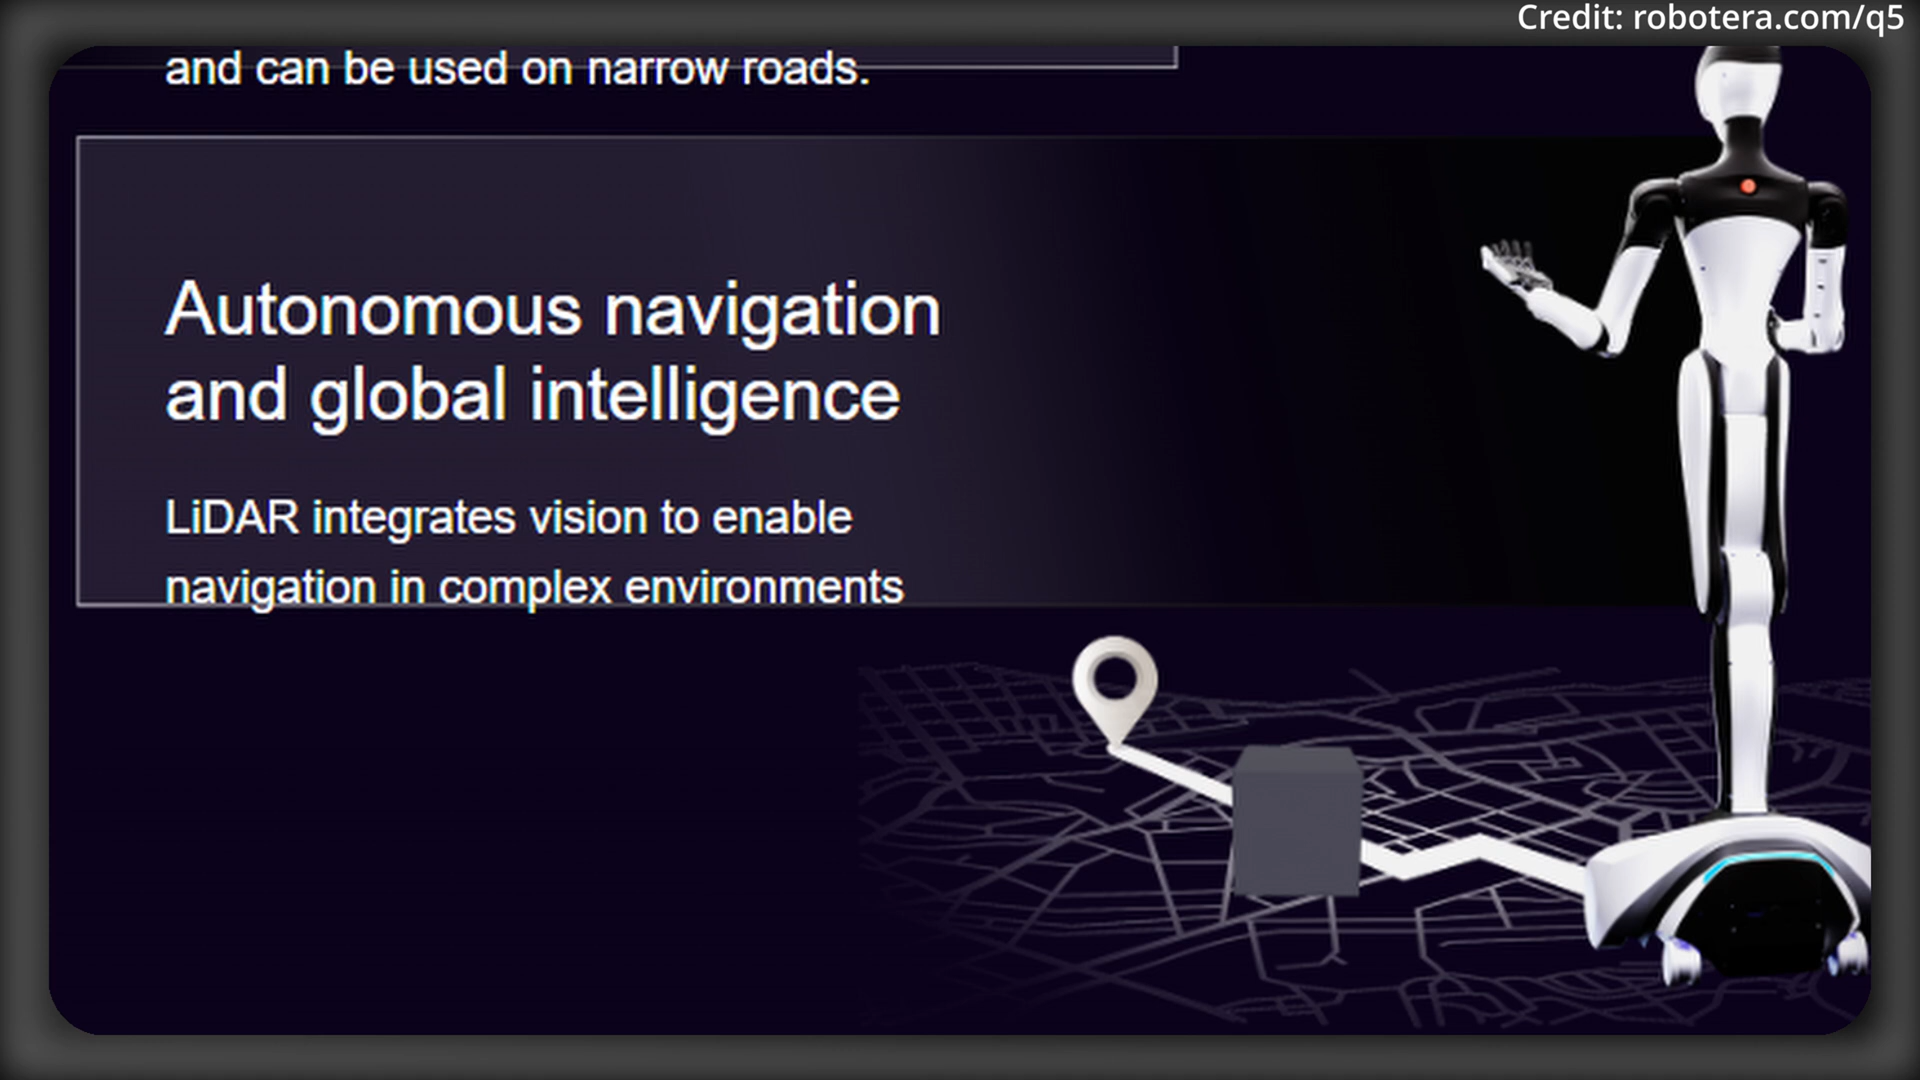 Credit: robotera.com/q5
and can be used on narrow roads.
Autonomous navigation
and global intelligence
LiDAR integrates vision to enable
navigation in complex environments